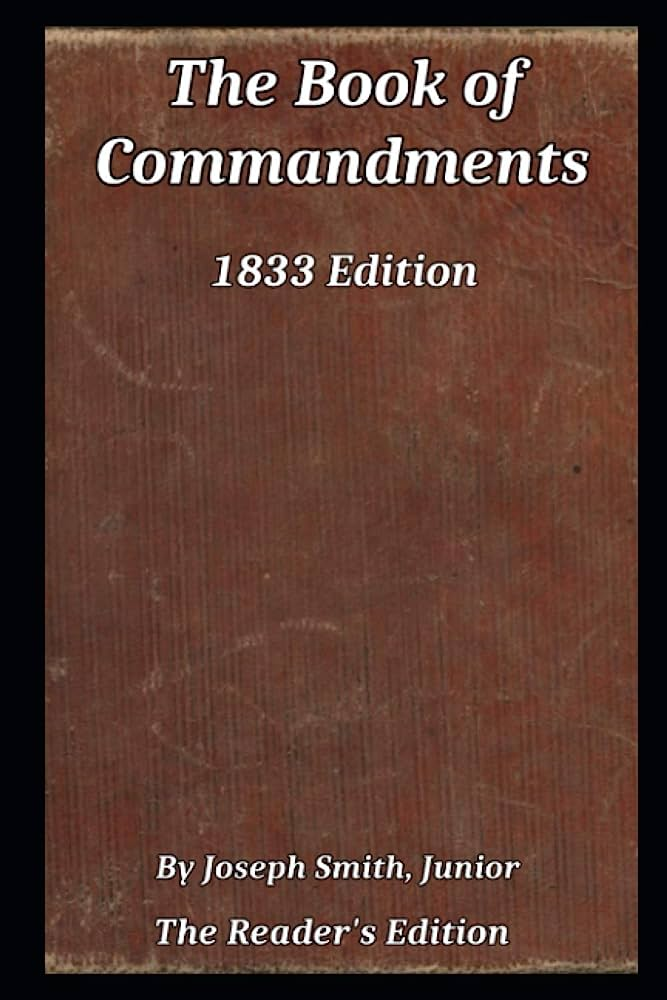 The Book of
Commandments
1833 Edition
By Joseph Smith, Junior
The Reader's Edition